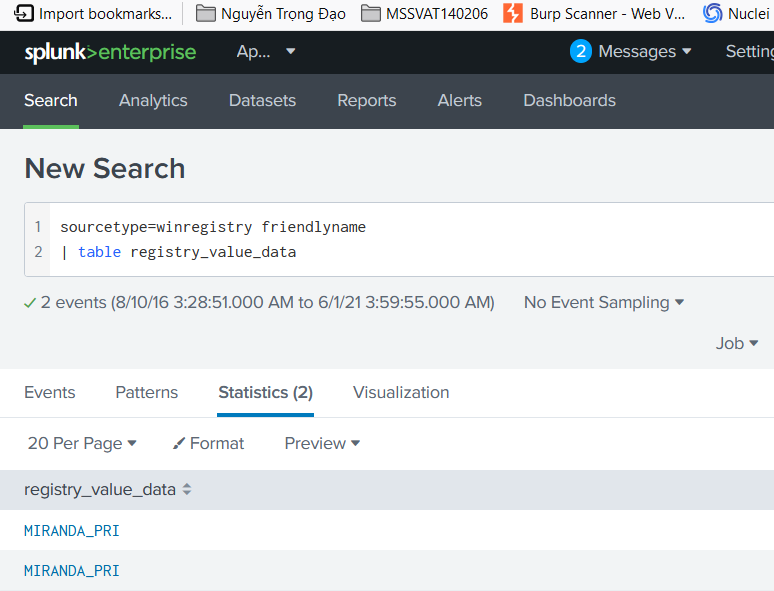 Import bookmarks... Nguyễn Trọng Đạo MSSVAT140206 Burp Scanner - Web V... Nuclei
splunk>enterprise Ap... 2 Messages Setting
Search Analytics Datasets Reports Alerts Dashboards
New Search
1 sourcetype=winregistry friendlyname
2 | table registry_value_data
2 events (8/10/16 3:28:51.000 AM to 6/1/21 3:59:55.000 AM) No Event Sampling
Job
Events Patterns Statistics (2) Visualization
20 Per Page Format Preview
registry_value_data
MIRANDA_PRI
MIRANDA_PRI